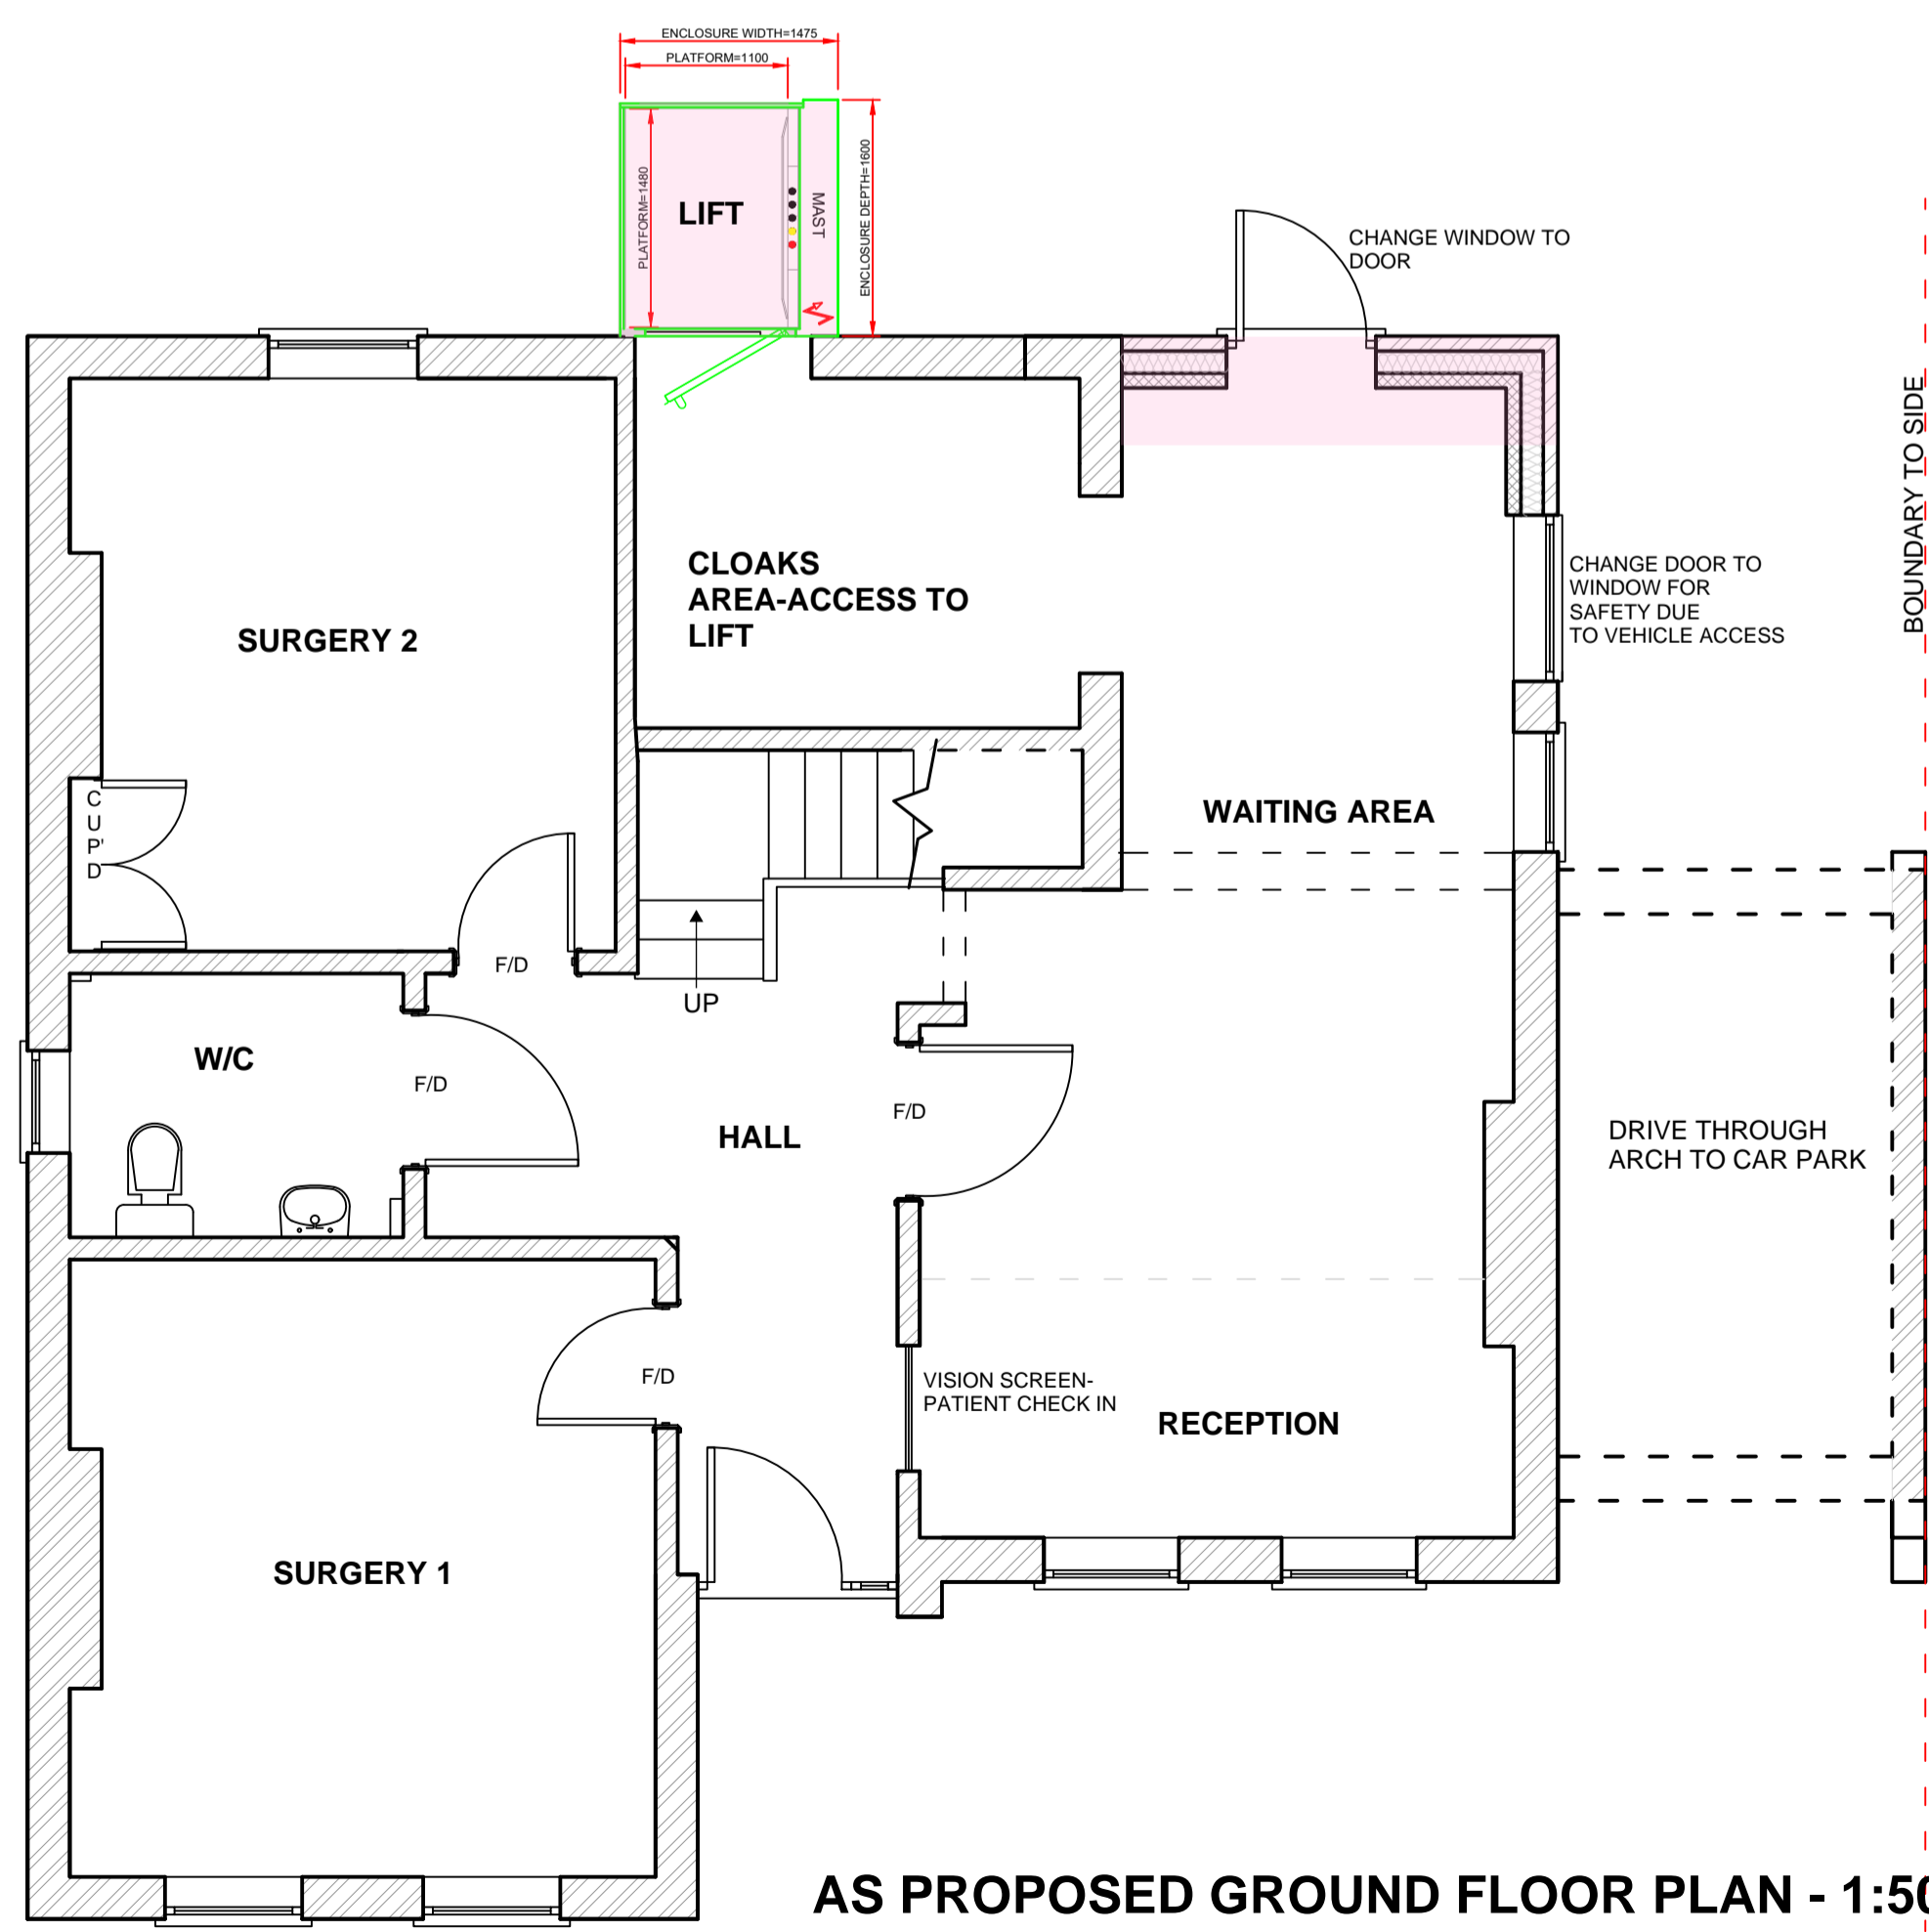 ENCLOSURE WIDTH=1475
PLATFORM=1100
PLATFORM=1480
LIFT
MAST
ENCLOSURE DEPTH=1600
CHANGE WINDOW TO
DOOR
BOUNDARY TO SIDE
CLOAKS
AREA-ACCESS TO
LIFT
CHANGE DOOR TO
WINDOW FOR
SAFETY DUE
TO VEHICLE ACCESS
SURGERY 2
C
U
P'
D
WAITING AREA
F/D
UP
W/C
F/D
F/D
HALL
DRIVE THROUGH
ARCH TO CAR PARK
F/D
VISION SCREEN-
PATIENT CHECK IN
RECEPTION
SURGERY 1
AS PROPOSED GROUND FLOOR PLAN - 1:50